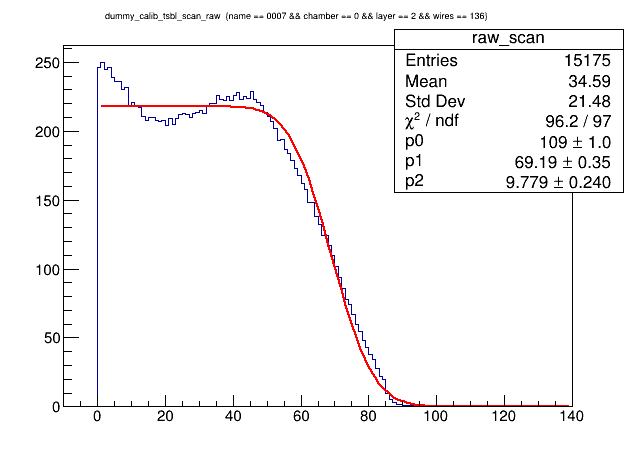 dummy_calib_tsbl_scan_raw (name == 0007 && chamber == 0 && layer == 2 && wires == 136)
raw_scan
Entries 15175
Mean 34.59
Std Dev 21.48
χ² / ndf 96.2 / 97
p0 109 ± 1.0
p1 69.19 ± 0.35
p2 9.779 ± 0.240
250
200
150
100
50
0
0 20 40 60 80 100 120 140